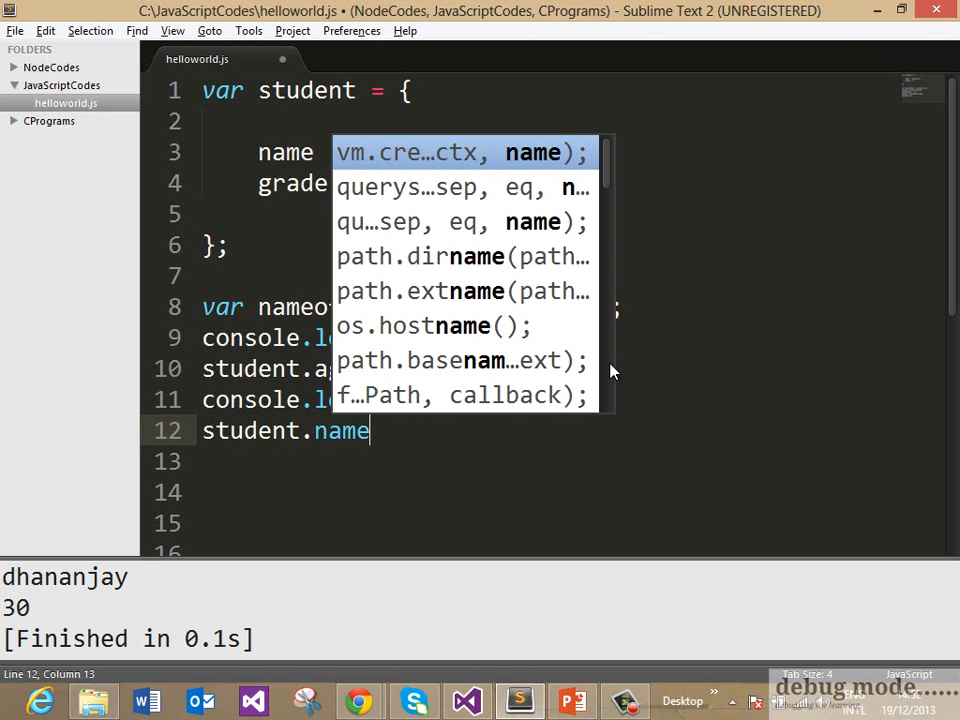 C:\JavaScriptCodes\helloworld.js • (NodeCodes, JavaScriptCodes, CPrograms) - Sublime Text 2 (UNREGISTERED)
File Edit Selection Find View Goto Tools Project Preferences Help
FOLDERS
NodeCodes
JavaScriptCodes
helloworld.js
CPrograms
helloworld.js
1 var student = {
2
3 name
4 grade
5
6 };
7
8 var nameo ;
9 console.l
10 student.a
11 console.l
12 student.name
13
14
15
16
vm.cre…ctx, name);
querys…sep, eq, n…
qu…sep, eq, name);
path.dirname(path…
path.extname(path…
os.hostname();
path.basenam…ext);
f…Path, callback);
dhananjay
30
[Finished in 0.1s]
Line 12, Column 13
Tab Size: 4 JavaScript
debug mode......
Desktop
ENG
INTL
19/12/2013